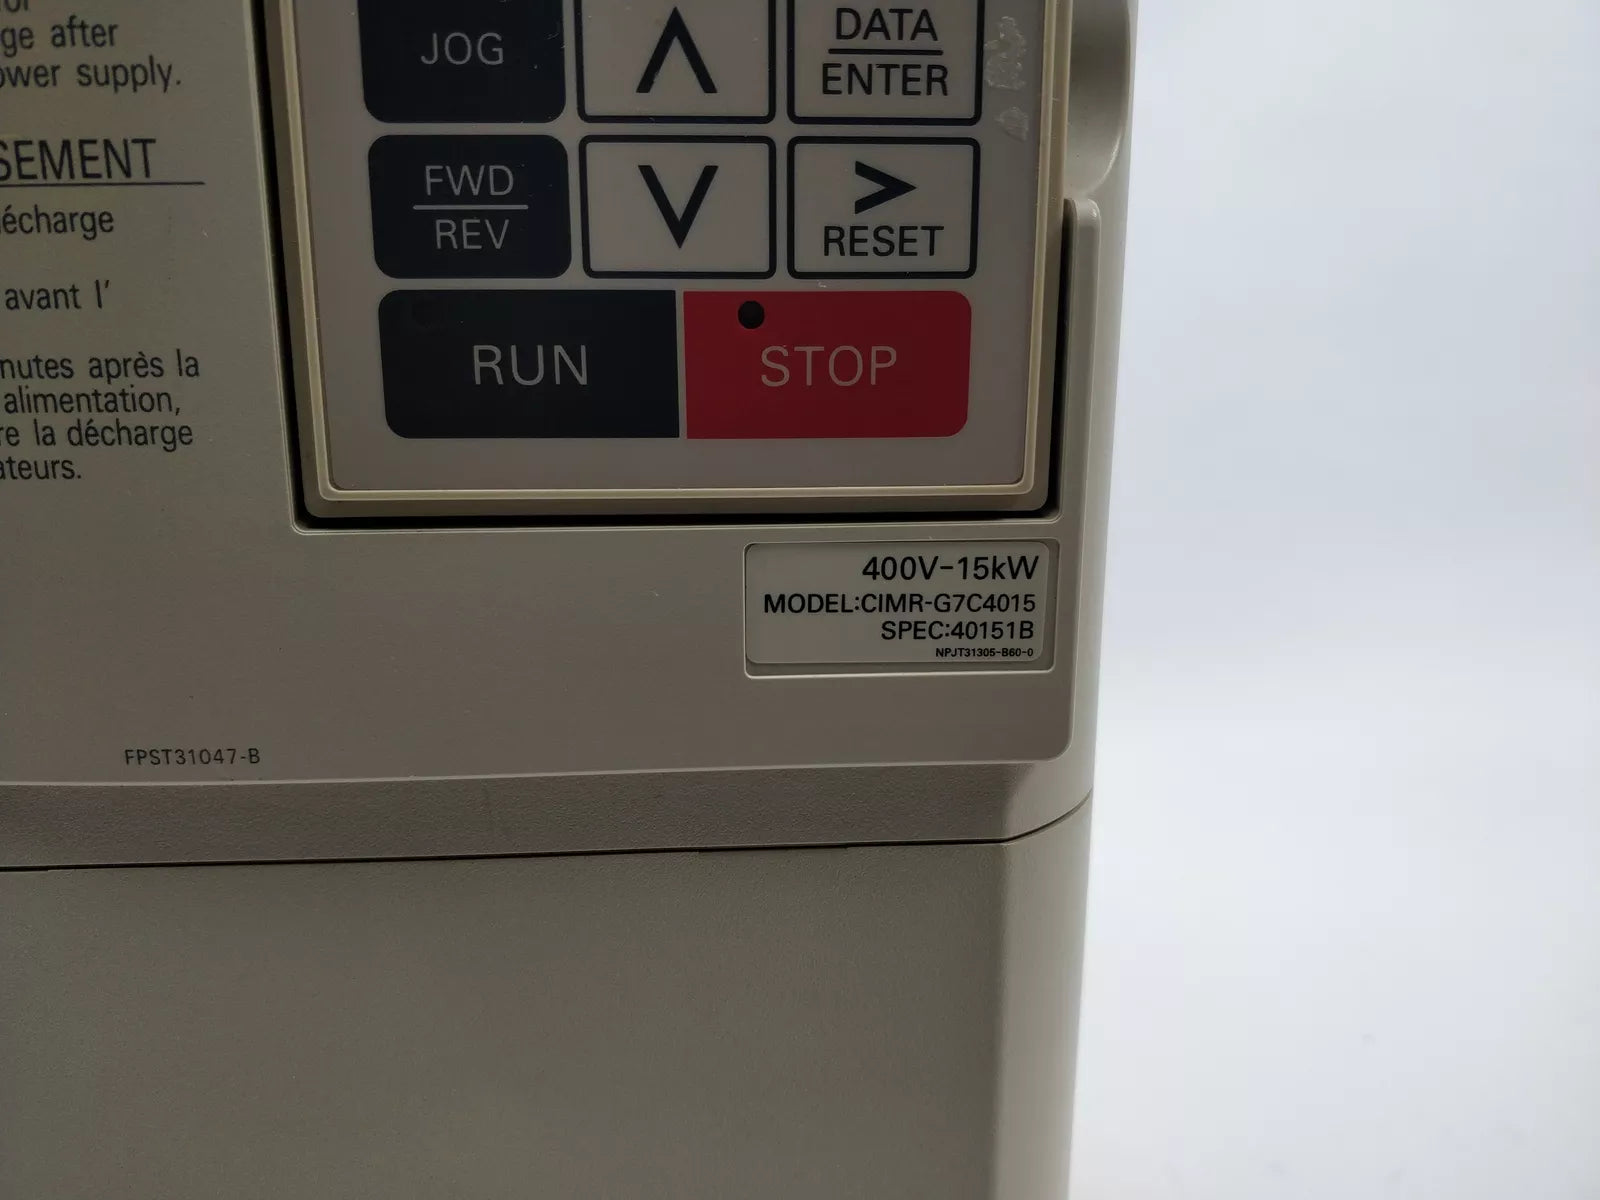 ge after
ower supply.
SEMENT
décharge
avant l'
nutes après la
alimentation,
re la décharge
ateurs.
JOG
DATA
ENTER
FWD
REV
RESET
RUN
STOP
400V-15kW
MODEL:CIMR-G7C4015
SPEC:40151B
NPJT31305-B60-0
FPST31047-B